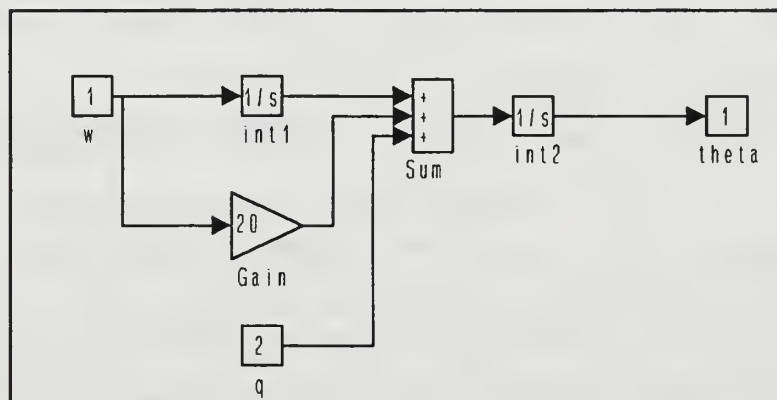 1
w
1/s
int1
+
+
+
Sum
1/s
int2
1
theta
20
Gain
2
q